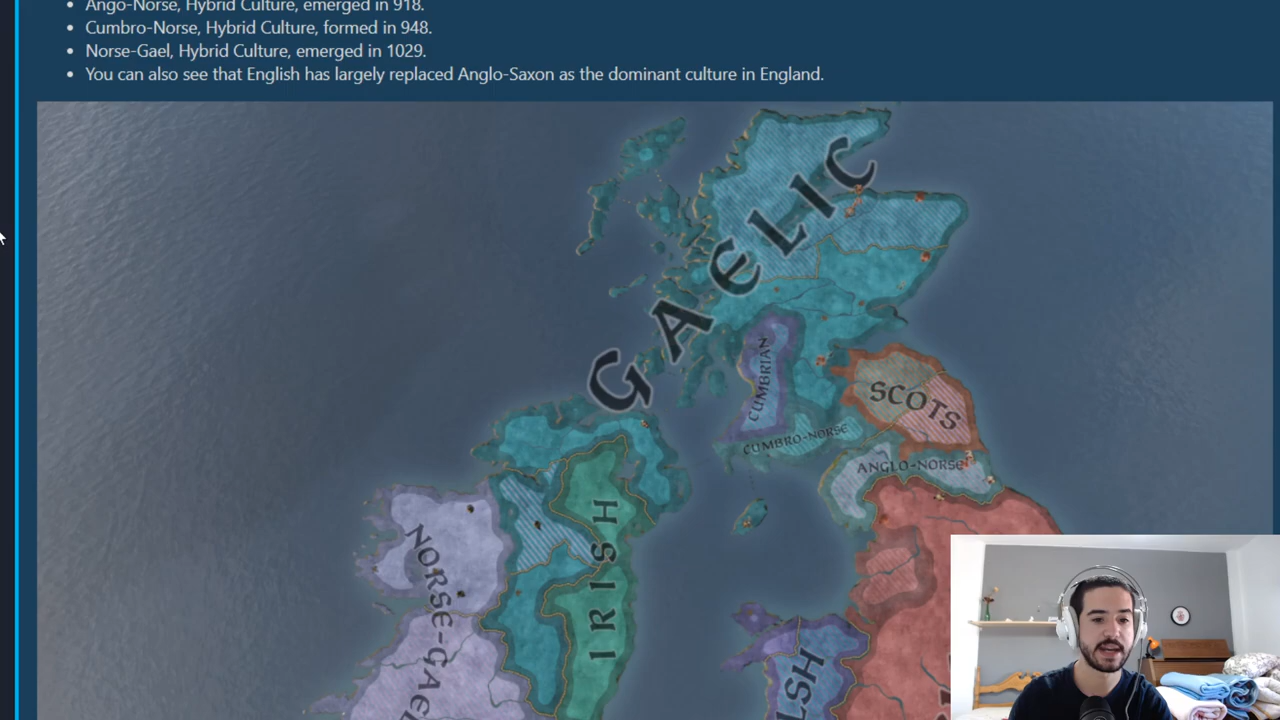 Ango-Norse, Hybrid Culture, emerged in 918.
Cumbro-Norse, Hybrid Culture, formed in 948.
Norse-Gael, Hybrid Culture, emerged in 1029.
You can also see that English has largely replaced Anglo-Saxon as the dominant culture in England.
GAELIC
CUMBRIAN
SCOTS
CUMBRO-NORSE
ANGLO-NORSE
IRISH
NORSE-GAE
LSH